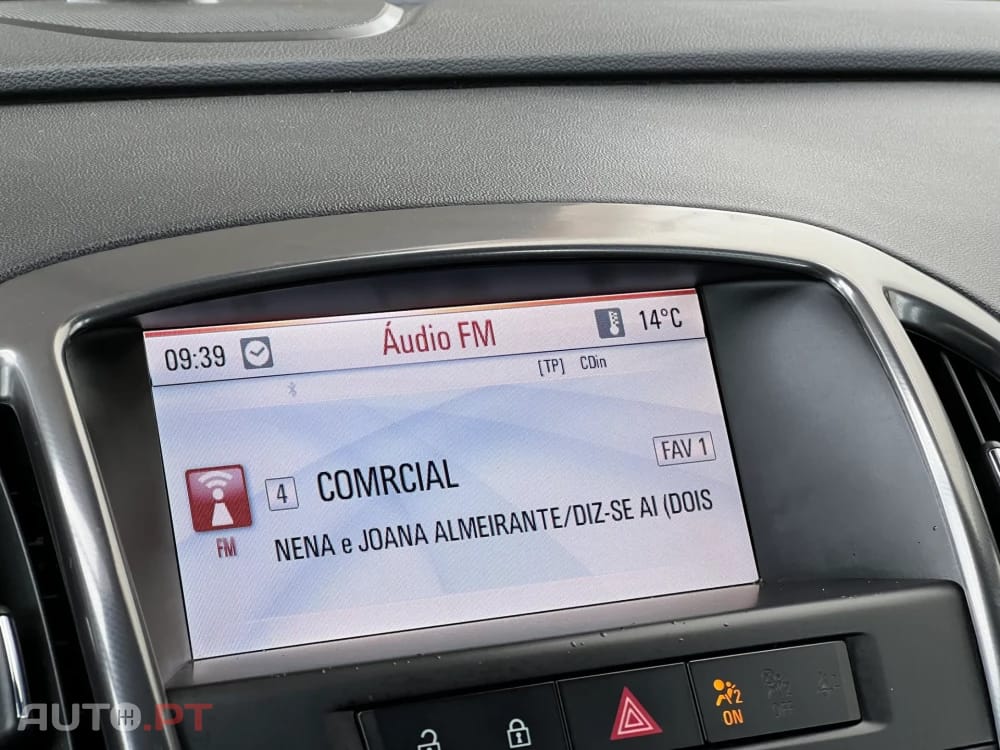 09:39 Áudio FM 14°C
[TP] CDin
FAV 1
4 COMRCIAL
FM NENA e JOANA ALMEIRANTE/DIZ-SE AI (DOIS
2
ON
OFF
AUTO.PT